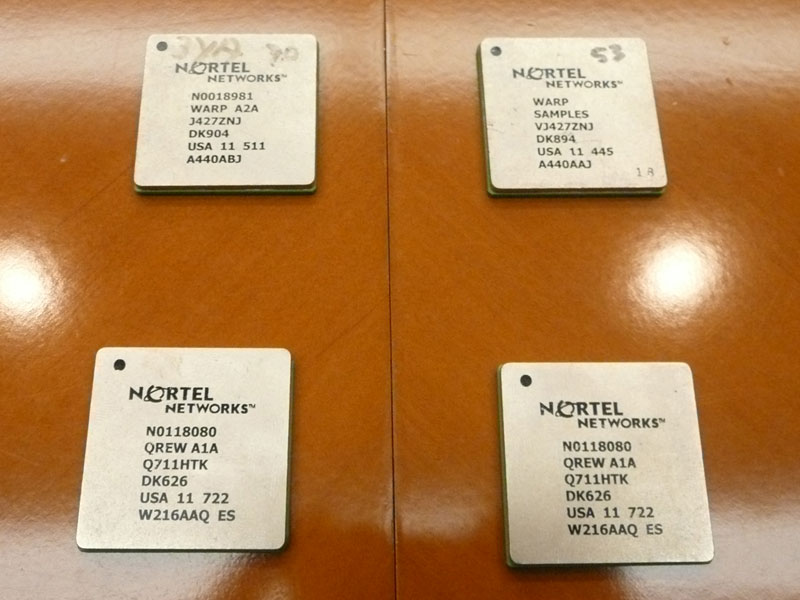 NORTEL
NETWORKS™
N0018981
WARP A2A
J427ZNJ
DK904
USA 11 511
A440ABJ
53
NORTEL
NETWORKS™
WARP
SAMPLES
VJ427ZNJ
DK894
USA 11 445
A440AAJ
18
NORTEL
NETWORKS™
N0118080
QREW A1A
Q711HTK
DK626
USA 11 722
W216AAQ ES
NORTEL
NETWORKS™
N0118080
QREW A1A
Q711HTK
DK626
USA 11 722
W216AAQ ES